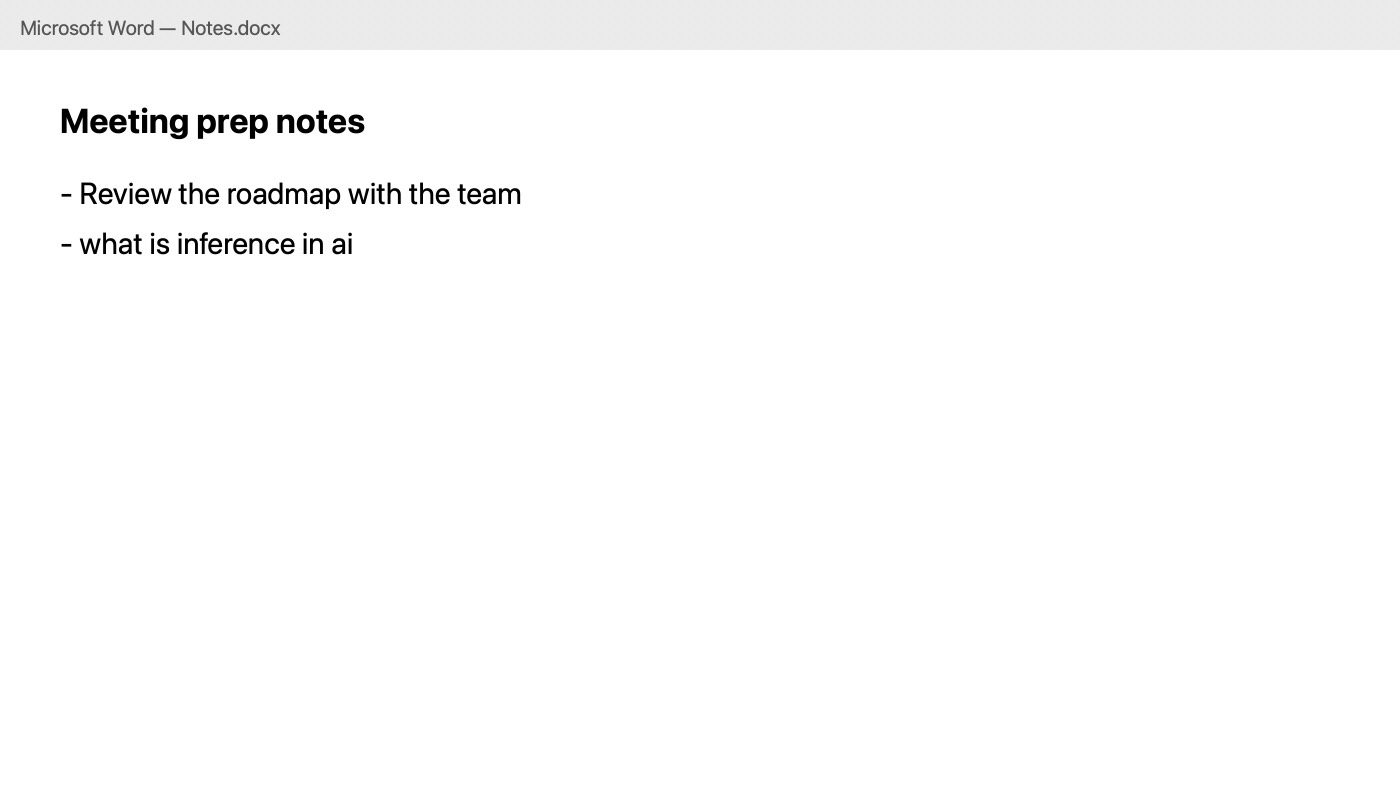 Microsoft Word — Notes.docx
Meeting prep notes
- Review the roadmap with the team
- what is inference in ai